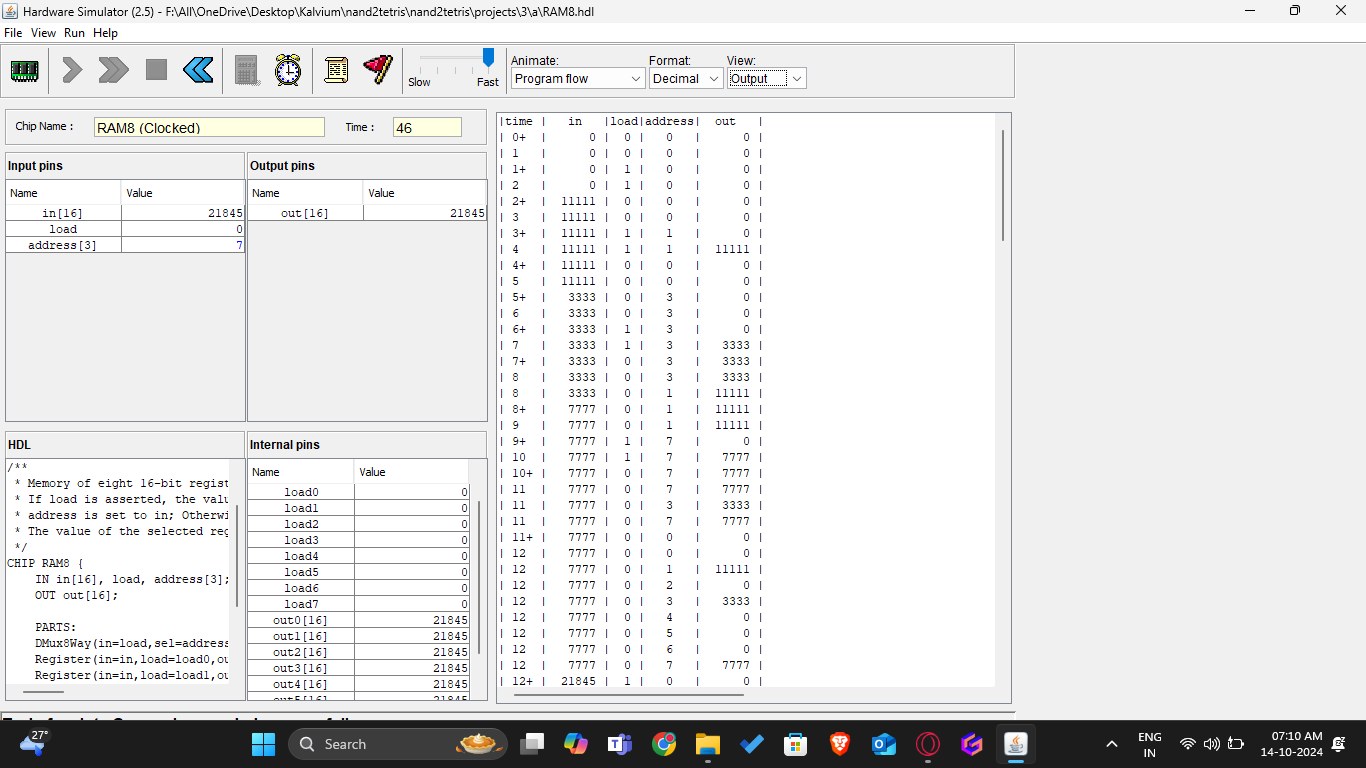 Hardware Simulator (2.5) - F:\All\OneDrive\Desktop\Kalvium\nand2tetris\nand2tetris\projects\3\a\RAM8.hdl
File View Run Help
Slow Fast
Animate: Format: View:
Program flow Decimal Output
Chip Name : RAM8 (Clocked) Time : 46
Input pins
Name Value
in[16] 21845
load 0
address[3] 7
Output pins
Name Value
out[16] 21845
HDL
/**
* Memory of eight 16-bit regist
* If load is asserted, the valu
* address is set to in; Otherwi
* The value of the selected reg
*/
CHIP RAM8 {
IN in[16], load, address[3];
OUT out[16];
PARTS:
DMux8Way(in=load,sel=address
Register(in=in,load=load0,ou
Register(in=in,load=load1,ou
Internal pins
Name Value
load0 0
load1 0
load2 0
load3 0
load4 0
load5 0
load6 0
load7 0
out0[16] 21845
out1[16] 21845
out2[16] 21845
out3[16] 21845
out4[16] 21845
|time | in |load|address| out |
| 0+ | 0 | 0 | 0 | 0 |
| 1 | 0 | 0 | 0 | 0 |
| 1+ | 0 | 1 | 0 | 0 |
| 2 | 0 | 1 | 0 | 0 |
| 2+ | 11111 | 0 | 0 | 0 |
| 3 | 11111 | 0 | 0 | 0 |
| 3+ | 11111 | 1 | 1 | 0 |
| 4 | 11111 | 1 | 1 | 11111 |
| 4+ | 11111 | 0 | 0 | 0 |
| 5 | 11111 | 0 | 0 | 0 |
| 5+ | 3333 | 0 | 3 | 0 |
| 6 | 3333 | 0 | 3 | 0 |
| 6+ | 3333 | 1 | 3 | 0 |
| 7 | 3333 | 1 | 3 | 3333 |
| 7+ | 3333 | 0 | 3 | 3333 |
| 8 | 3333 | 0 | 3 | 3333 |
| 8 | 3333 | 0 | 1 | 11111 |
| 8+ | 7777 | 0 | 1 | 11111 |
| 9 | 7777 | 0 | 1 | 11111 |
| 9+ | 7777 | 1 | 7 | 0 |
| 10 | 7777 | 1 | 7 | 7777 |
| 10+ | 7777 | 0 | 7 | 7777 |
| 11 | 7777 | 0 | 7 | 7777 |
| 11 | 7777 | 0 | 3 | 3333 |
| 11 | 7777 | 0 | 7 | 7777 |
| 11+ | 7777 | 0 | 0 | 0 |
| 12 | 7777 | 0 | 0 | 0 |
| 12 | 7777 | 0 | 1 | 11111 |
| 12 | 7777 | 0 | 2 | 0 |
| 12 | 7777 | 0 | 3 | 3333 |
| 12 | 7777 | 0 | 4 | 0 |
| 12 | 7777 | 0 | 5 | 0 |
| 12 | 7777 | 0 | 6 | 0 |
| 12 | 7777 | 0 | 7 | 7777 |
| 12+ | 21845 | 1 | 0 | 0 |
27°
Search
ENG
IN
07:10 AM
14-10-2024